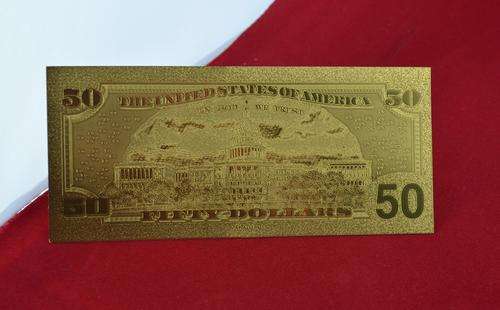 50 THE UNITED STATES OF AMERICA 50
IN GOD WE TRUST
50 FIFTY DOLLARS 50